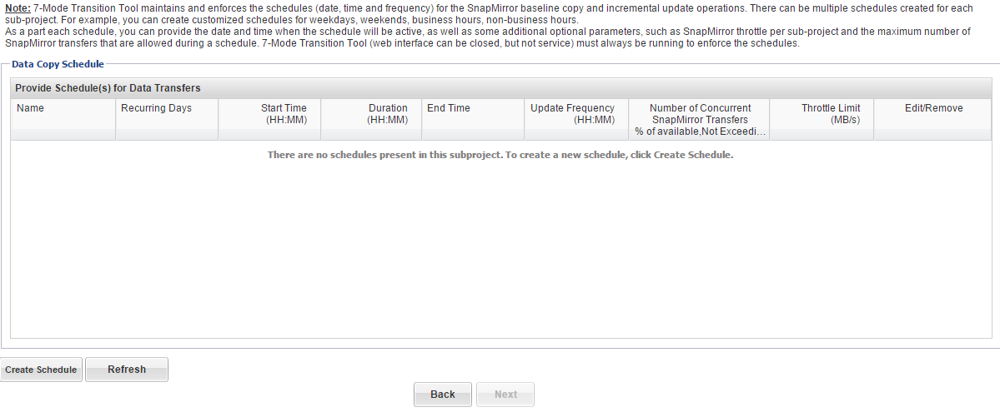 Note: 7-Mode Transition Tool maintains and enforces the schedules (date, time and frequency) for the SnapMirror baseline copy and incremental update operations. There can be multiple schedules created for each
sub-project. For example, you can create customized schedules for weekdays, weekends, business hours, non-business hours.
As a part each schedule, you can provide the date and time when the schedule will be active, as well as some additional optional parameters, such as SnapMirror throttle per sub-project and the maximum number of
SnapMirror transfers that are allowed during a schedule. 7-Mode Transition Tool (web interface can be closed, but not service) must always be running to enforce the schedules.
Data Copy Schedule
Provide Schedule(s) for Data Transfers
Name Recurring Days Start Time Duration End Time Update Frequency Number of Concurrent Throttle Limit Edit/Remove
(HH:MM) (HH:MM) (HH:MM) SnapMirror Transfers (MB/s)
% of available,Not Exceedi...
There are no schedules present in this subproject. To create a new schedule, click Create Schedule.
Create Schedule Refresh
Back Next